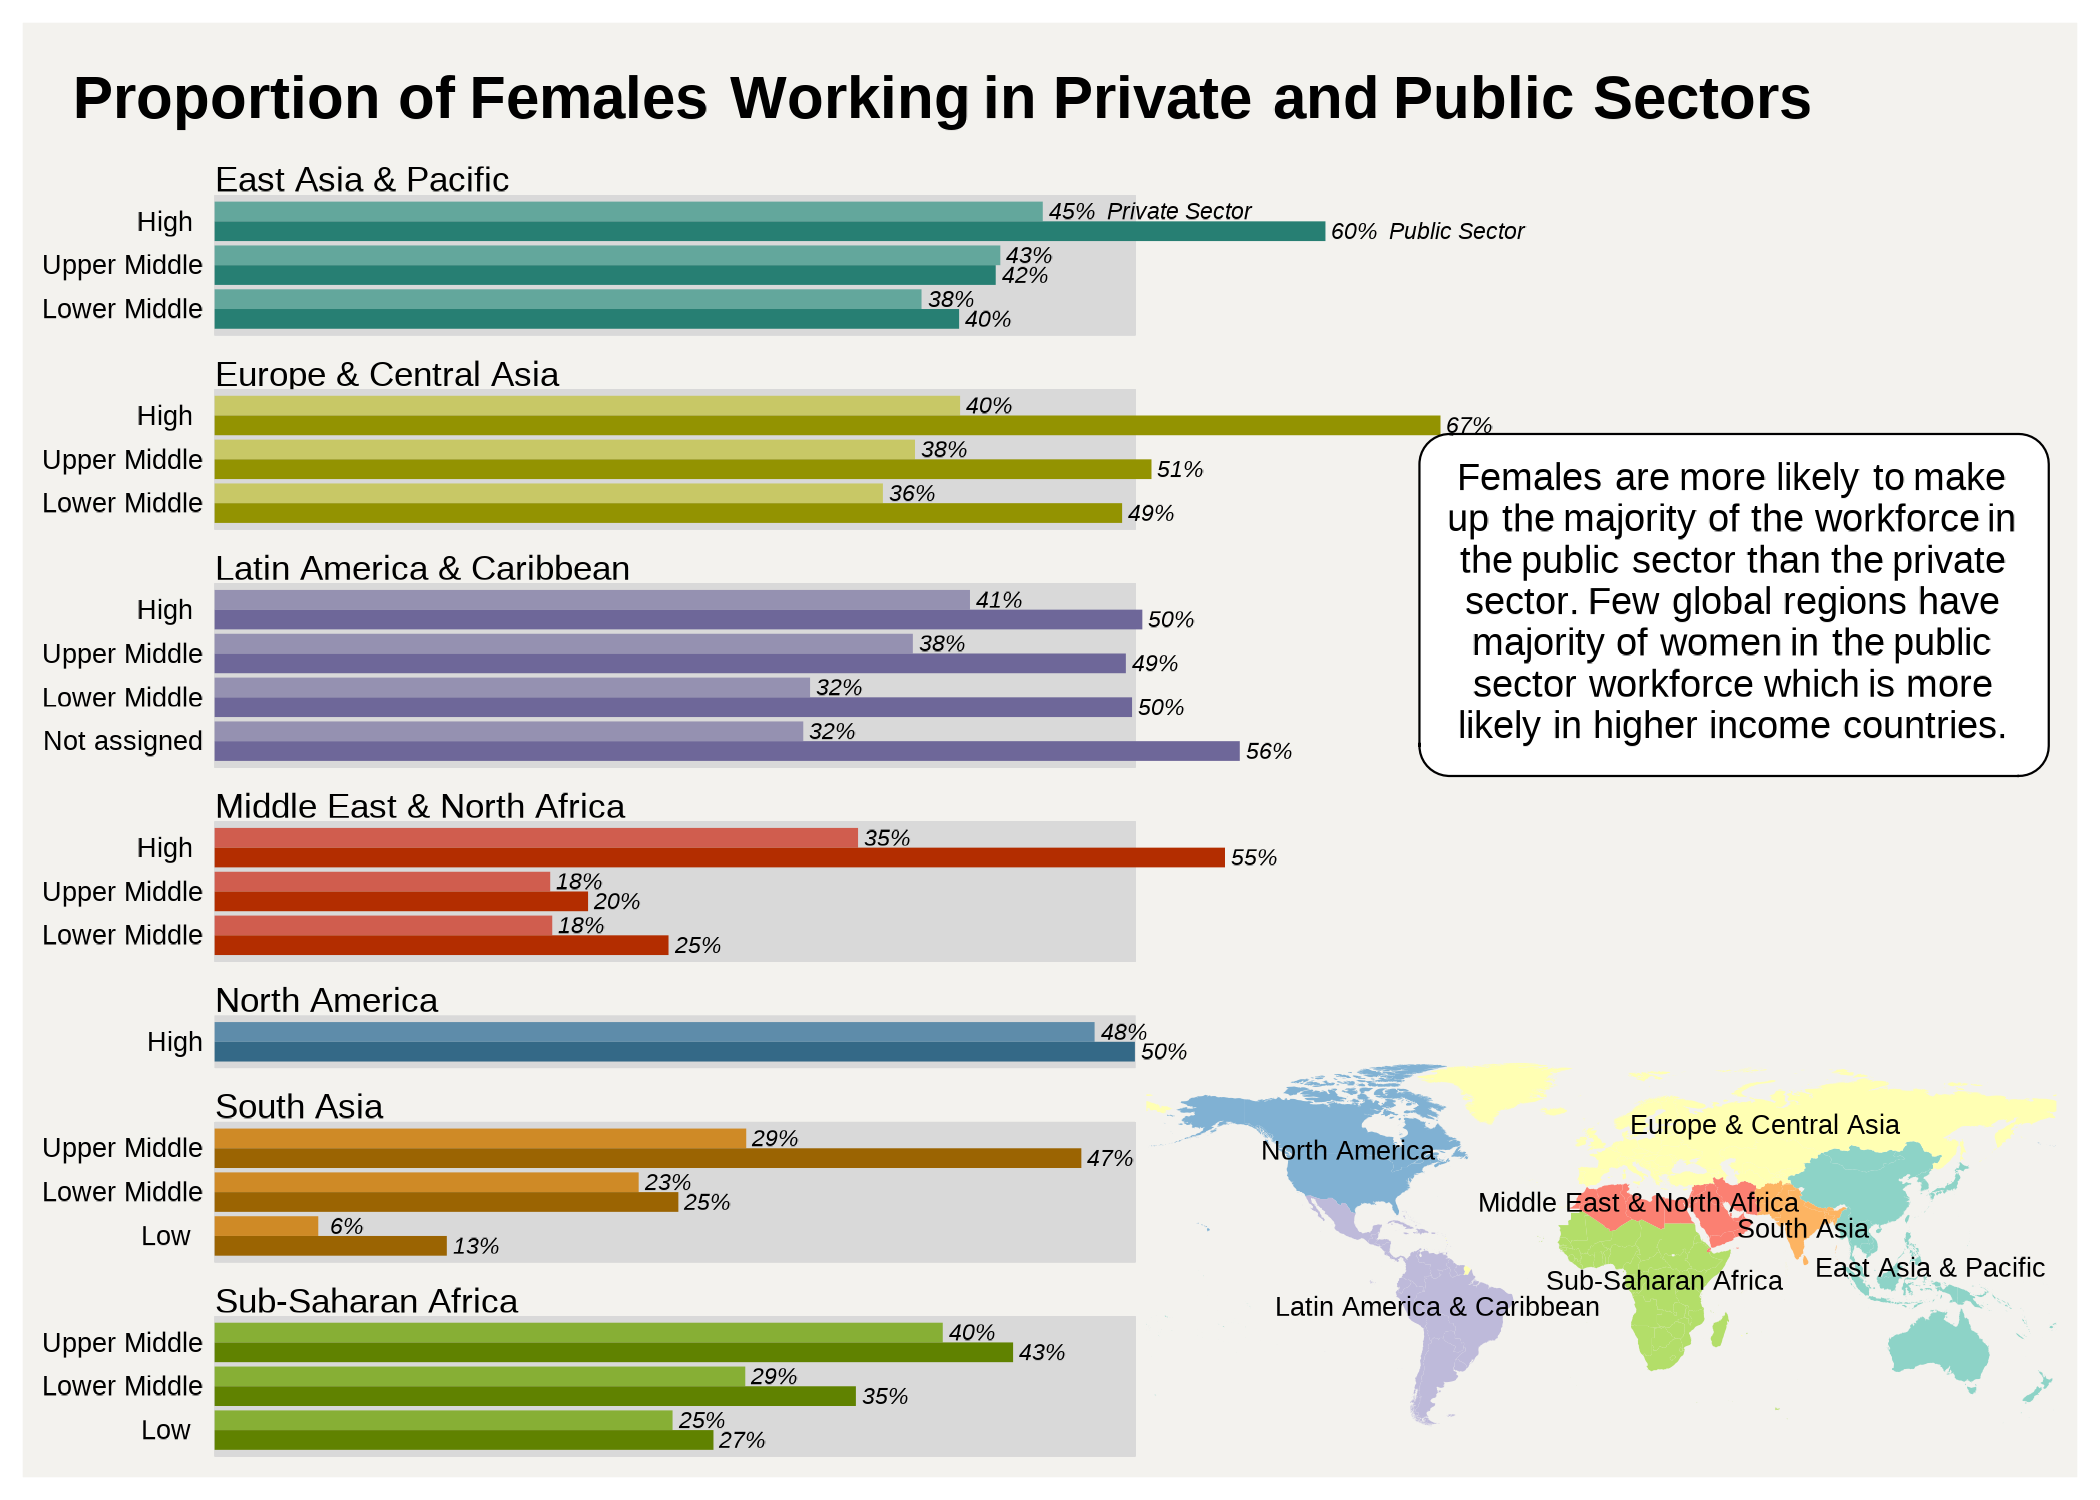 Proportion of Females Working in Private and Public Sectors
East Asia & Pacific
High
45% Private Sector
60% Public Sector
Upper Middle
43%
42%
Lower Middle
38%
40%
Europe & Central Asia
High
40%
67%
Upper Middle
38%
51%
Lower Middle
36%
49%
Females are more likely to make
up the majority of the workforce in
the public sector than the private
sector. Few global regions have
majority of women in the public
sector workforce which is more
likely in higher income countries.
Latin America & Caribbean
High
41%
50%
Upper Middle
38%
49%
Lower Middle
32%
50%
Not assigned
32%
56%
Middle East & North Africa
High
35%
55%
Upper Middle
18%
20%
Lower Middle
18%
25%
North America
High
48%
50%
South Asia
Upper Middle
29%
47%
Lower Middle
23%
25%
Low
6%
13%
Sub-Saharan Africa
Upper Middle
40%
43%
Lower Middle
29%
35%
Low
25%
27%
Europe & Central Asia
North America
Middle East & North Africa
South Asia
East Asia & Pacific
Sub-Saharan Africa
Latin America & Caribbean